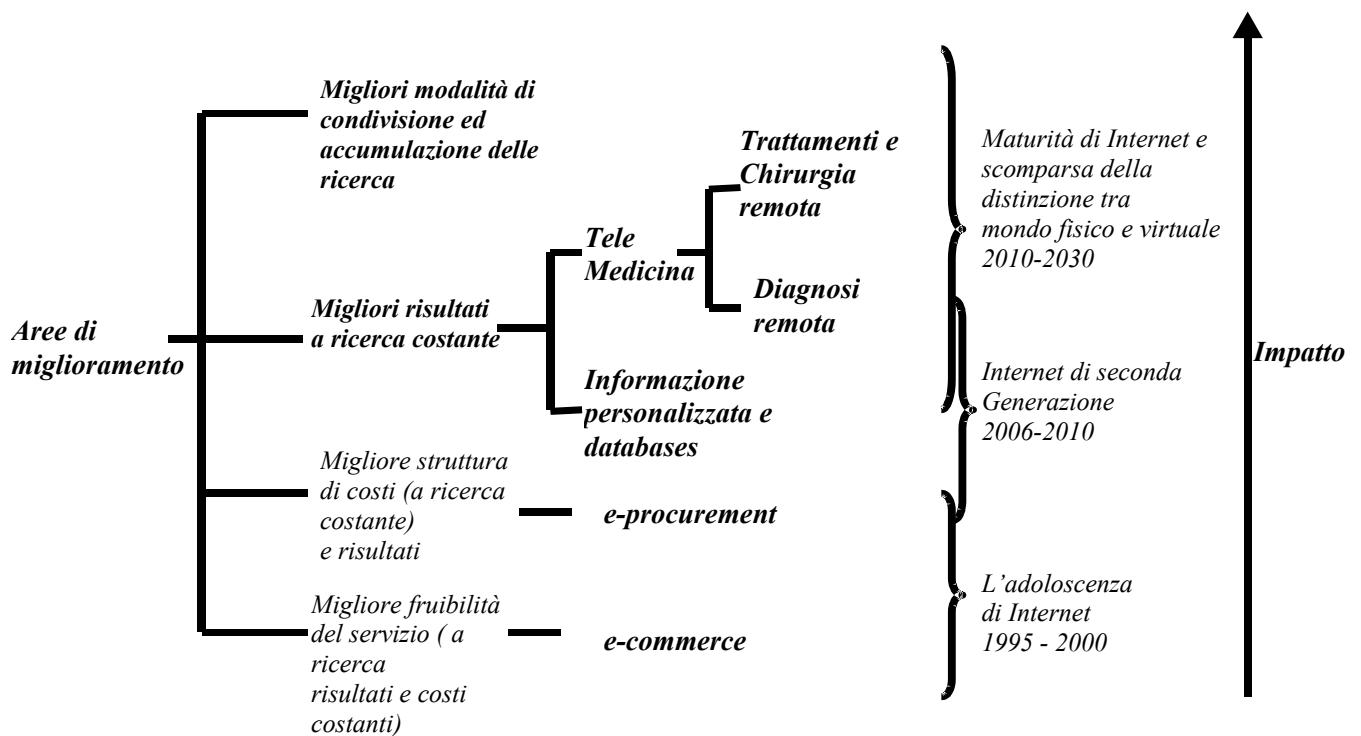 Aree di
miglioramento
Migliori modalità di
condivisione ed
accumulazione delle
ricerca
Migliori risultati
a ricerca costante
Migliore struttura
di costi (a ricerca
costante)
e risultati
Migliore fruibilità
del servizio ( a
ricerca
risultati e costi
costanti)
Tele
Medicina
Informazione
personalizzata e
databases
e-procurement
e-commerce
Trattamenti e
Chirurgia
remota
Diagnosi
remota
Maturità di Internet e
scomparsa della
distinzione tra
mondo fisico e virtuale
2010-2030
Internet di seconda
Generazione
2006-2010
L’adoloscenza
di Internet
1995 - 2000
Impatto